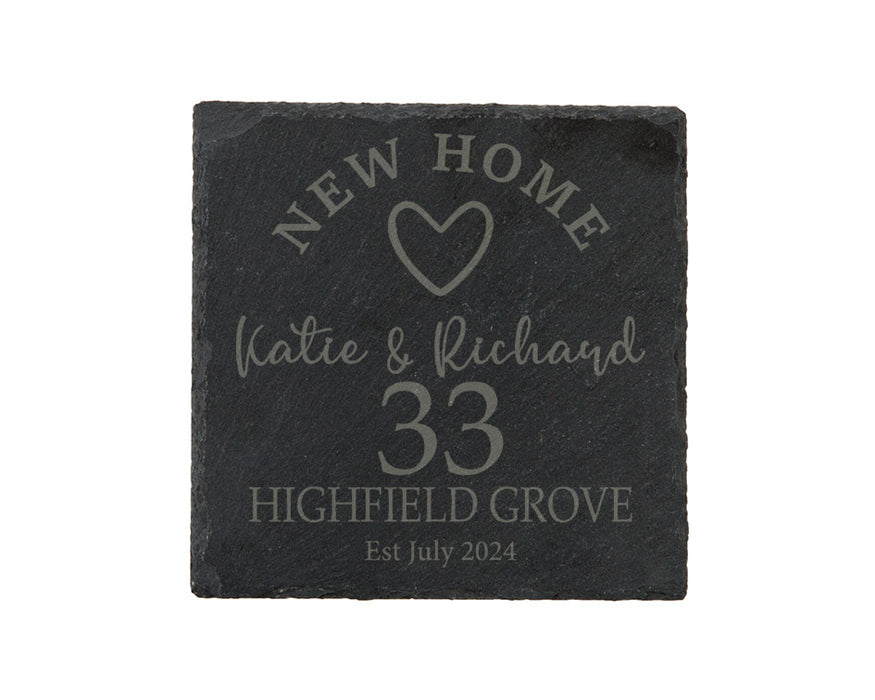 NEW HOME
Katie & Richard
33
HIGHFIELD GROVE
Est July 2024